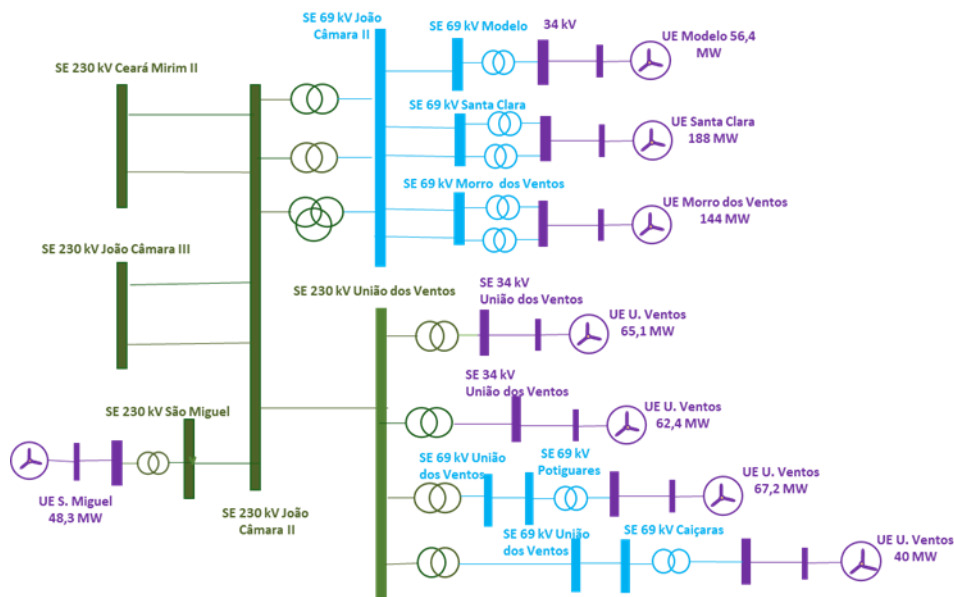 SE 69 kV João
Câmara II
SE 69 kV Modelo
34 kV
UE Modelo 56,4
MW
SE 230 kV Ceará Mirim II
SE 69 kV Santa Clara
UE Santa Clara
188 MW
SE 69 kV Morro dos Ventos
UE Morro dos Ventos
144 MW
SE 230 kV João Câmara III
SE 230 kV União dos Ventos
SE 34 kV
União dos Ventos
UE U. Ventos
65,1 MW
SE 34 kV
União dos Ventos
UE U. Ventos
62,4 MW
SE 230 kV São Miguel
UE S. Miguel
48,3 MW
SE 230 kV João
Câmara II
SE 69 kV União
dos Ventos
SE 69 kV
Potiguares
UE U. Ventos
67,2 MW
SE 69 kV União
dos Ventos
SE 69 kV Caiçaras
UE U. Ventos
40 MW